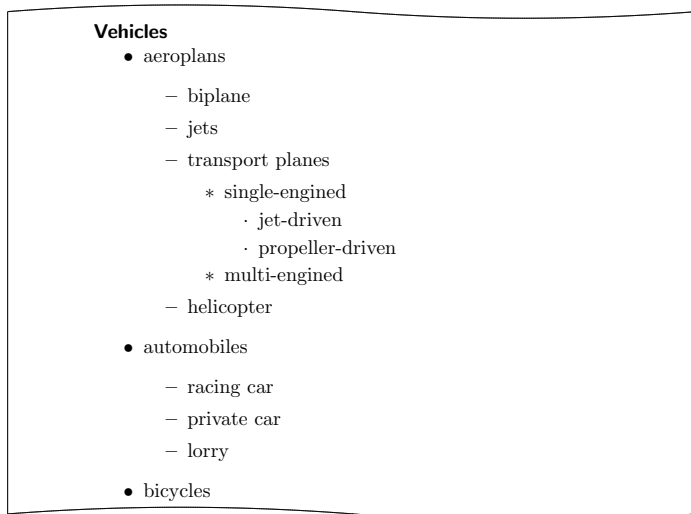 Vehicles
• aeroplans
– biplane
– jets
– transport planes
∗ single-engined
· jet-driven
· propeller-driven
∗ multi-engined
– helicopter
• automobiles
– racing car
– private car
– lorry
• bicycles